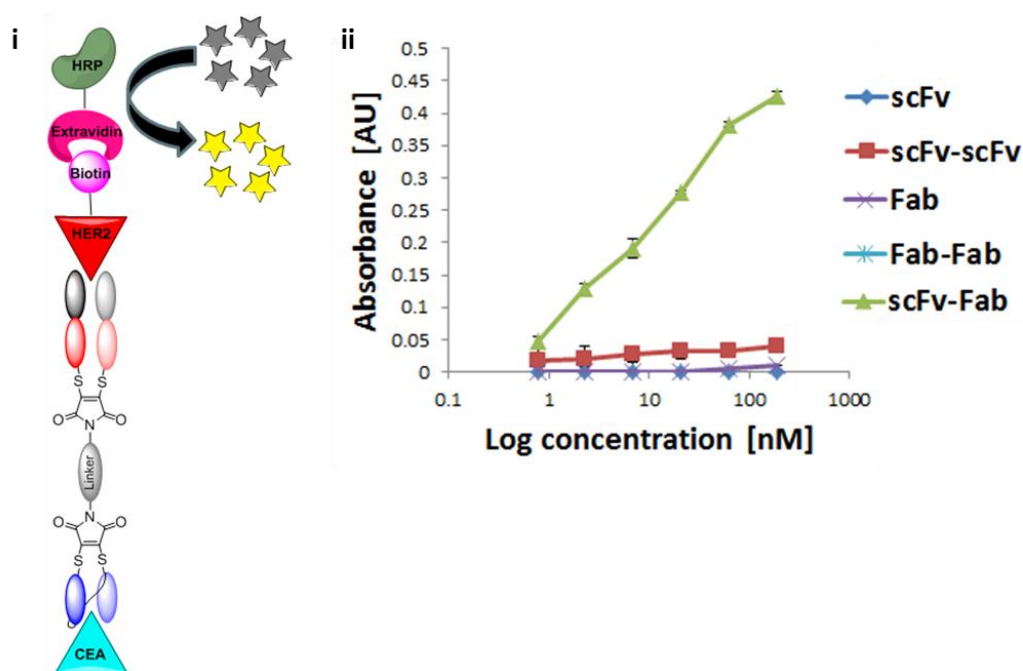 i
HRP
Extravidin
Biotin
HER2
S S
O N O
Linker
O N O
S S
CEA
ii
Absorbance [AU]
0.5
0.45
0.4
0.35
0.3
0.25
0.2
0.15
0.1
0.05
0
0.1 1 10 100 1000
Log concentration [nM]
scFv
scFv-scFv
Fab
Fab-Fab
scFv-Fab